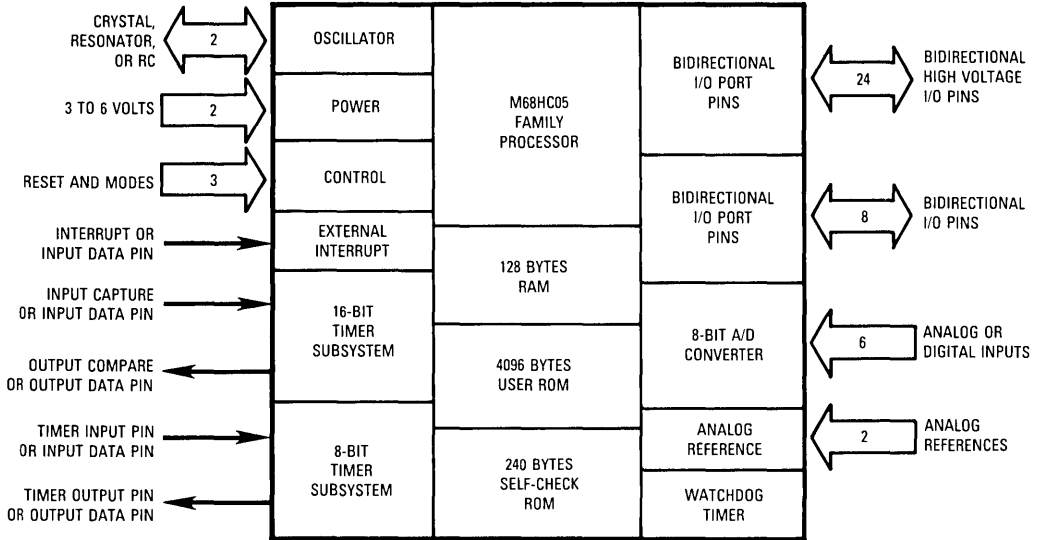 CRYSTAL,
RESONATOR,
OR RC
2
3 TO 6 VOLTS
2
RESET AND MODES
3
INTERRUPT OR
INPUT DATA PIN
INPUT CAPTURE
OR INPUT DATA PIN
OUTPUT COMPARE
OR OUTPUT DATA PIN
TIMER INPUT PIN
OR INPUT DATA PIN
TIMER OUTPUT PIN
OR OUTPUT DATA PIN
OSCILLATOR
POWER
CONTROL
EXTERNAL
INTERRUPT
16-BIT
TIMER
SUBSYSTEM
8-BIT
TIMER
SUBSYSTEM
M68HC05
FAMILY
PROCESSOR
128 BYTES
RAM
4096 BYTES
USER ROM
240 BYTES
SELF-CHECK
ROM
BIDIRECTIONAL
I/O PORT
PINS
BIDIRECTIONAL
I/O PORT
PINS
8-BIT A/D
CONVERTER
ANALOG
REFERENCE
WATCHDOG
TIMER
24
BIDIRECTIONAL
HIGH VOLTAGE
I/O PINS
8
BIDIRECTIONAL
I/O PINS
6
ANALOG OR
DIGITAL INPUTS
2
ANALOG
REFERENCES